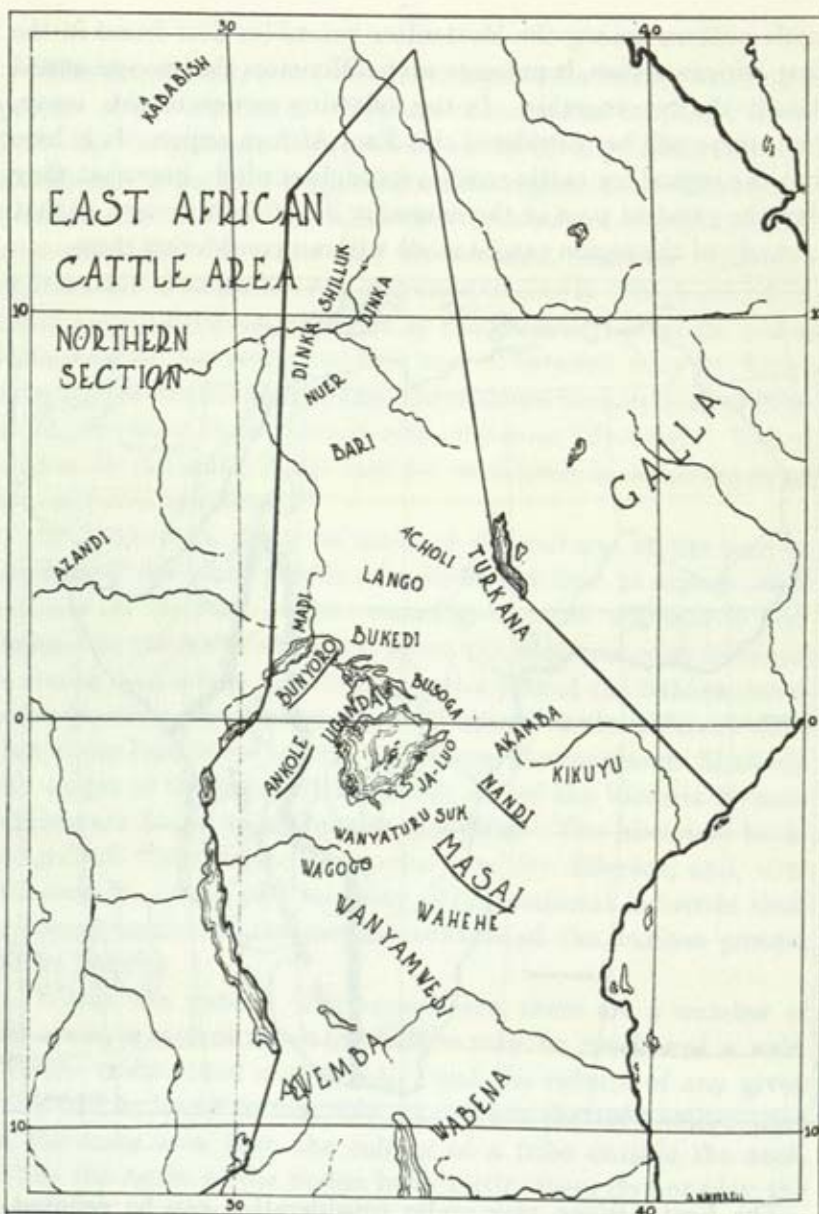 30
40
KABABISH
EAST AFRICAN
CATTLE AREA
NORTHERN
SECTION
SHILLUK
DINKA
DINKA
10
10
NUER
BARI
GALLA
ACHOLI
TURKANA
AZANDI
LANGO
MADI
BUKEDI
BUNYORO
BUSOGA
UGANDA
0
0
AKAMBA
ANKOLE
KIKUYU
JA-LUO
NANDI
WANYATURU SUK
MASAI
WAGOGO
WAHEHE
WANYAMWEDI
AVEMBA
WABENA
10
10
30
40